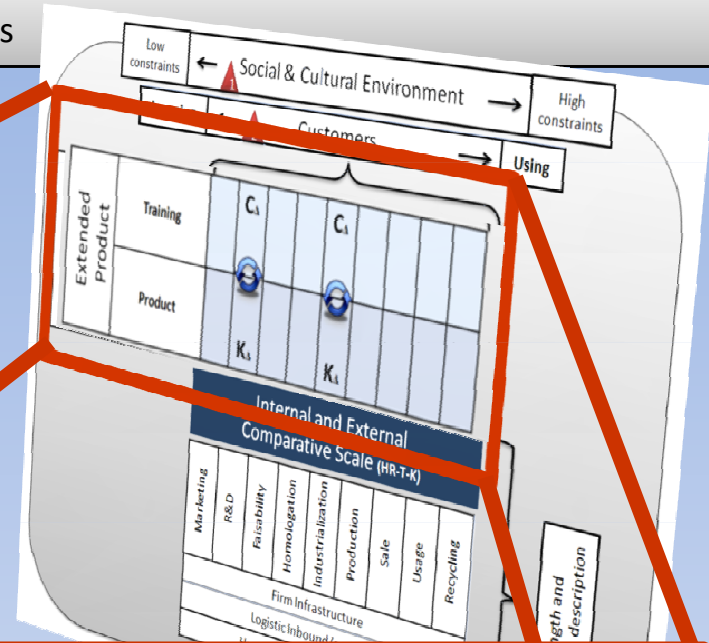 s
Low
constraints
← Social & Cultural Environment →
High
constraints
1
Customers
→
Using
Extended
Product
Training
Product
C∆
C∆
K∆
K∆
Internal and External
Comparative Scale (HR-T-K)
Marketing
R&D
Faisability
Homologation
Industrialization
Production
Sale
Usage
Recycling
Firm Infrastructure
Logistic Inbound /
description